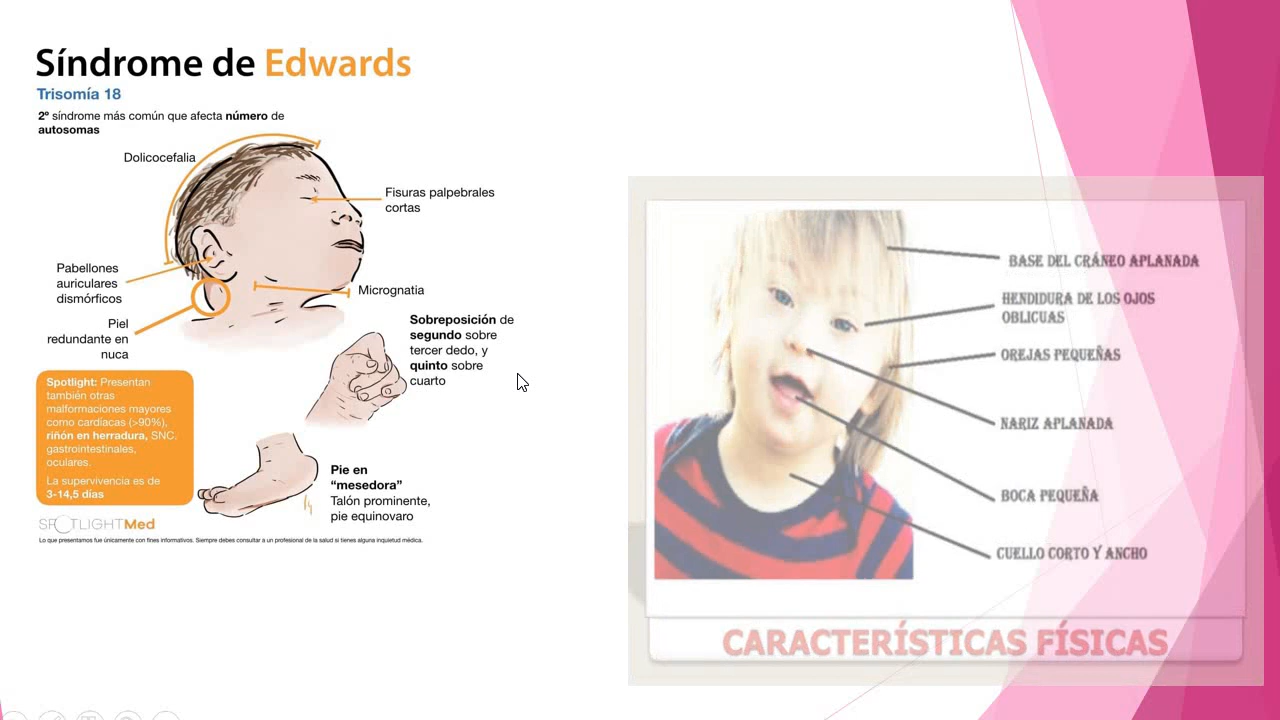 Síndrome de Edwards
Trisomía 18
2º síndrome más común que afecta número de
autosomas
Dolicocefalia
Fisuras palpebrales
cortas
Pabellones
auriculares
dismórficos
Micrognatia
Piel
redundante en
nuca
Sobreposición de
segundo sobre
tercer dedo, y
quinto sobre
cuarto
Spotlight: Presentan
también otras
malformaciones mayores
como cardíacas (>90%),
riñón en herradura, SNC,
gastrointestinales,
oculares.
La supervivencia es de
3-14,5 días
Pie en
“mesedora”
Talón prominente,
pie equinovaro
SPOTLIGHTMed
Lo que presentamos fue únicamente con fines informativos. Siempre debes consultar a un profesional de la salud si tienes alguna inquietud médica.
BASE DEL CRÁNEO APLANADA
HENDIDURA DE LOS OJOS
OBLICUAS
OREJAS PEQUEÑAS
NARIZ APLANADA
BOCA PEQUEÑA
CUELLO CORTO Y ANCHO
CARACTERÍSTICAS FÍSICAS